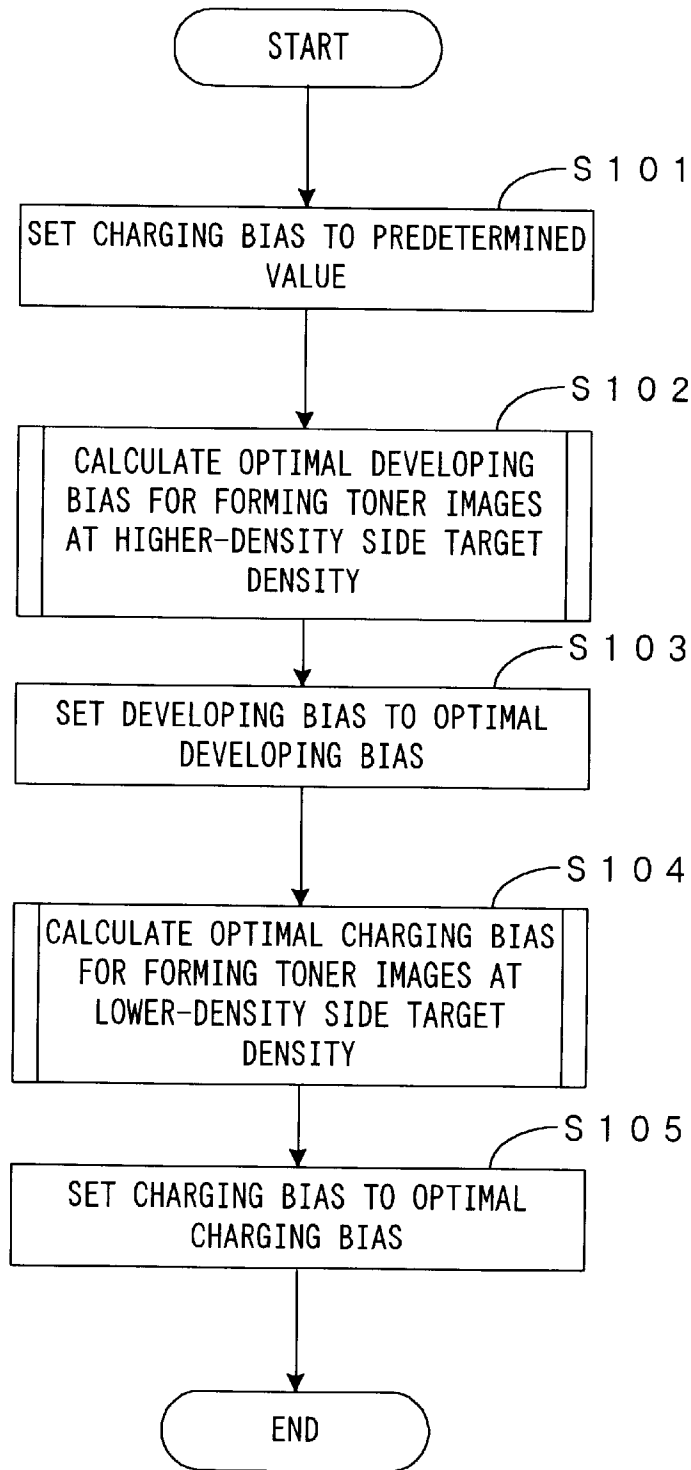 START
S101
SET CHARGING BIAS TO PREDETERMINED
VALUE
S102
CALCULATE OPTIMAL DEVELOPING
BIAS FOR FORMING TONER IMAGES
AT HIGHER-DENSITY SIDE TARGET
DENSITY
S103
SET DEVELOPING BIAS TO OPTIMAL
DEVELOPING BIAS
S104
CALCULATE OPTIMAL CHARGING BIAS
FOR FORMING TONER IMAGES AT
LOWER-DENSITY SIDE TARGET
DENSITY
S105
SET CHARGING BIAS TO OPTIMAL
CHARGING BIAS
END